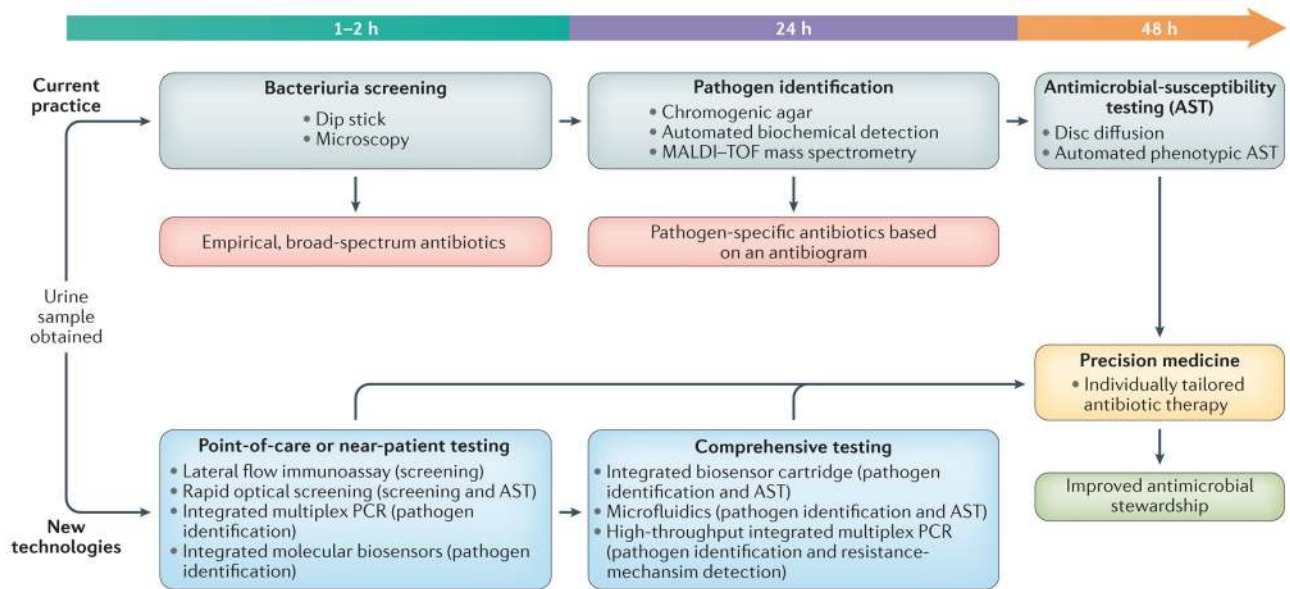 1–2 h
24 h
48 h
Current
practice
Bacteriuria screening
• Dip stick
• Microscopy
Pathogen identification
• Chromogenic agar
• Automated biochemical detection
• MALDI–TOF mass spectrometry
Antimicrobial-susceptibility
testing (AST)
• Disc diffusion
• Automated phenotypic AST
Empirical, broad-spectrum antibiotics
Pathogen-specific antibiotics based
on an antibiogram
Urine
sample
obtained
Precision medicine
• Individually tailored
antibiotic therapy
New
technologies
Point-of-care or near-patient testing
• Lateral flow immunoassay (screening)
• Rapid optical screening (screening and AST)
• Integrated multiplex PCR (pathogen
identification)
• Integrated molecular biosensors (pathogen
identification)
Comprehensive testing
• Integrated biosensor cartridge (pathogen
identification and AST)
• Microfluidics (pathogen identification and AST)
• High-throughput integrated multiplex PCR
(pathogen identification and resistance-
mechansim detection)
Improved antimicrobial
stewardship